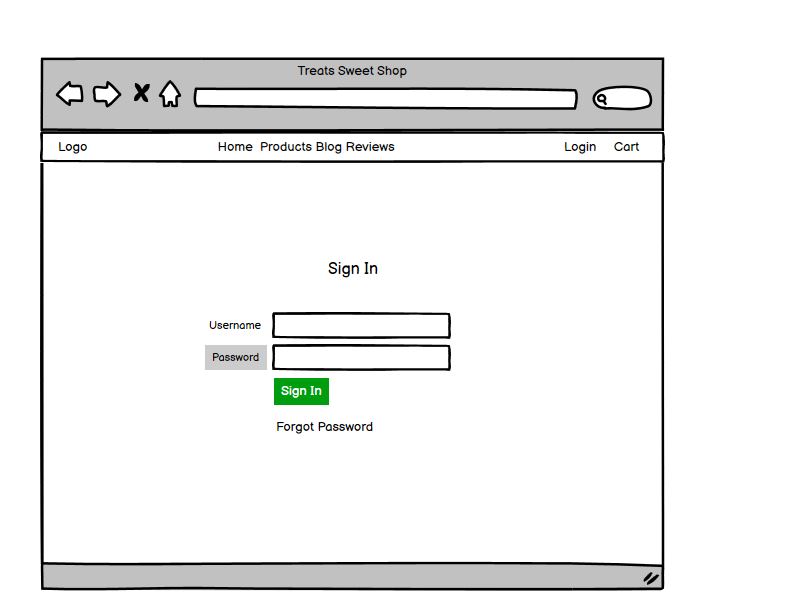 Treats Sweet Shop
Logo Home Products Blog Reviews Login Cart
Sign In
Username
Password
Sign In
Forgot Password